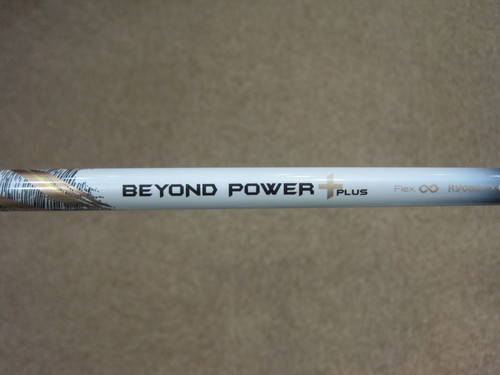 BEYOND POWER + PLUS Flex ∞